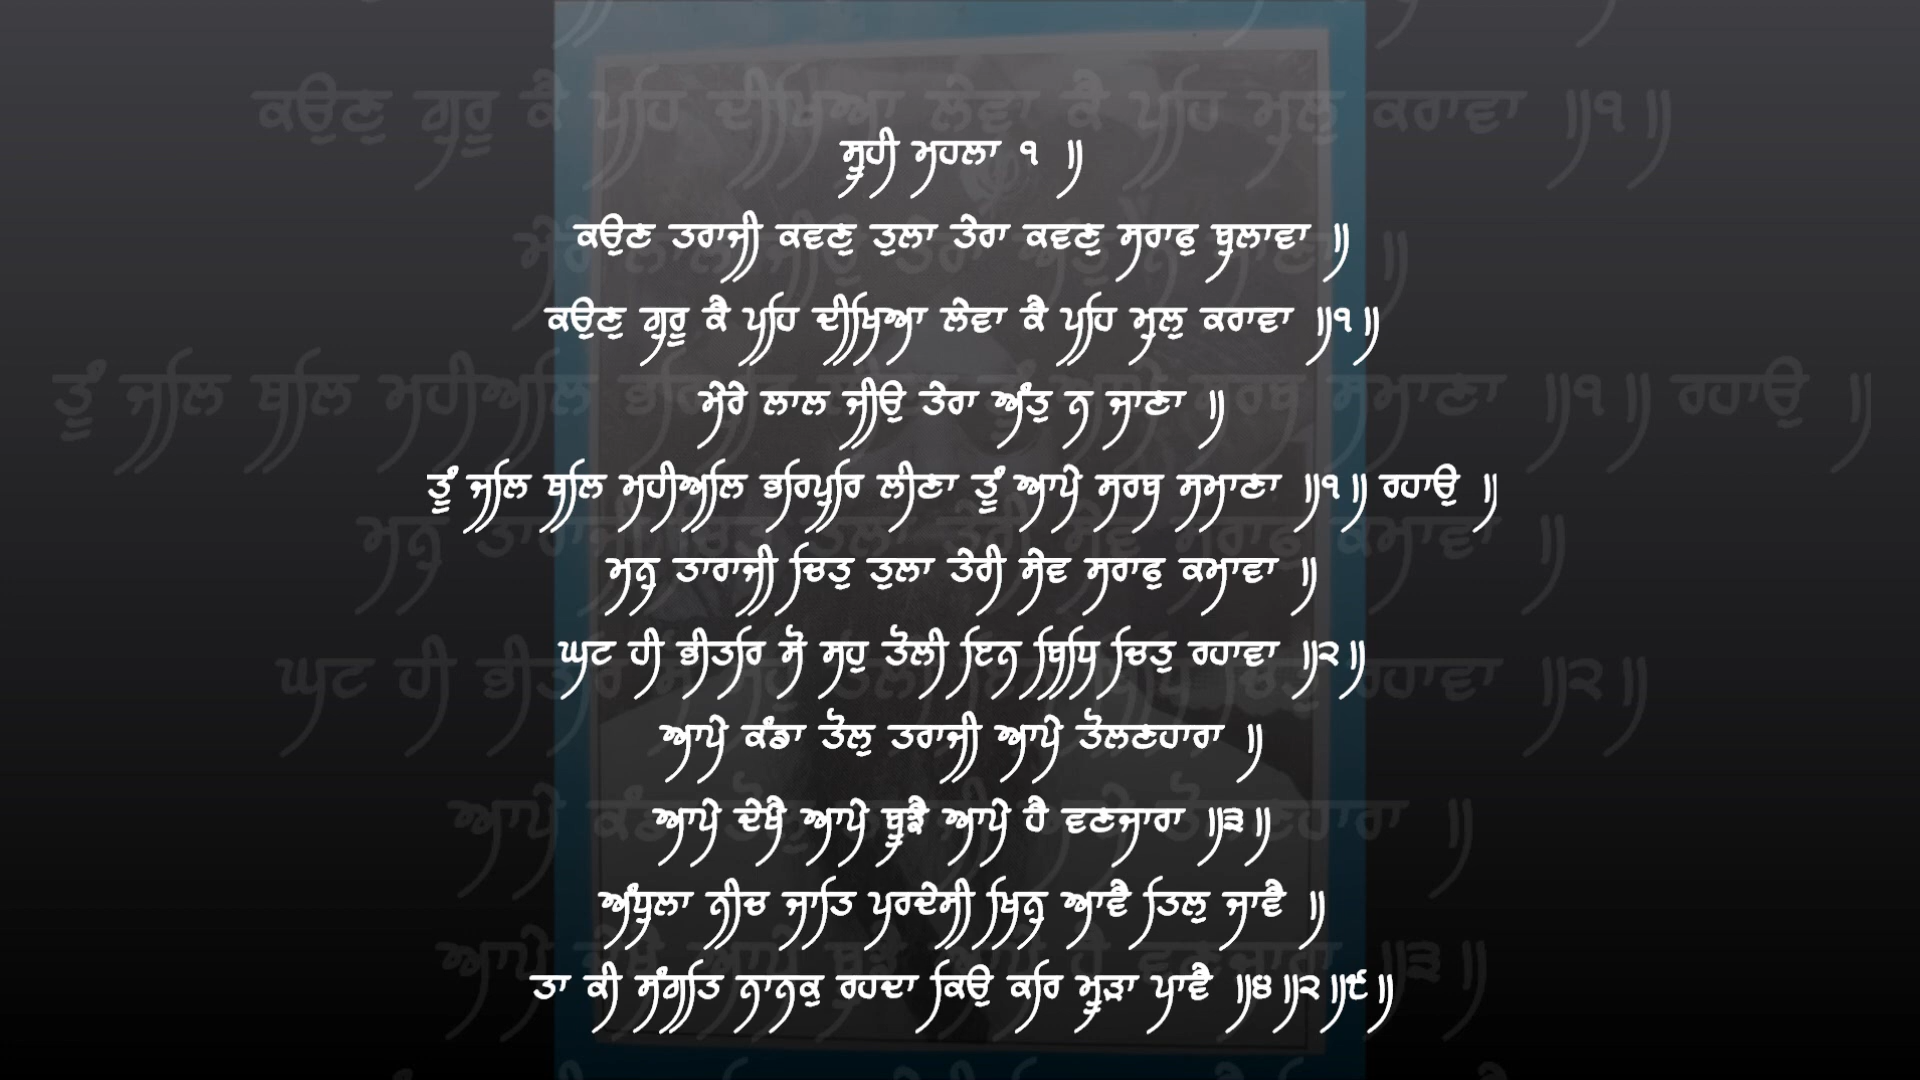 ਸੂਹੀ ਮਹਲਾ ੧ ॥
ਕਉਣ ਤਰਾਜੀ ਕਵਣੁ ਤੁਲਾ ਤੇਰਾ ਕਵਣੁ ਸਰਾਫੁ ਬੁਲਾਵਾ ॥
ਕਉਣੁ ਗੁਰੂ ਕੈ ਪਹਿ ਦੀਖਿਆ ਲੇਵਾ ਕੈ ਪਹਿ ਮੁਲੁ ਕਰਾਵਾ ॥੧॥
ਮੇਰੇ ਲਾਲ ਜੀਉ ਤੇਰਾ ਅੰਤੁ ਨ ਜਾਣਾ ॥
ਤੂੰ ਜਲਿ ਥਲਿ ਮਹੀਅਲਿ ਭਰਿਪੁਰਿ ਲੀਣਾ ਤੂੰ ਆਪੇ ਸਰਬ ਸਮਾਣਾ ॥੧॥ ਰਹਾਉ ॥
ਮਨੁ ਤਾਰਾਜੀ ਚਿਤੁ ਤੁਲਾ ਤੇਰੀ ਸੇਵ ਸਰਾਫੁ ਕਮਾਵਾ ॥
ਘਟ ਹੀ ਭੀਤਰਿ ਸੋ ਸਹੁ ਤੋਲੀ ਇਨ ਬਿਧਿ ਚਿਤੁ ਰਹਾਵਾ ॥੨॥
ਆਪੇ ਕੰਡਾ ਤੋਲੁ ਤਰਾਜੀ ਆਪੇ ਤੋਲਣਹਾਰਾ ॥
ਆਪੇ ਦੇਖੈ ਆਪੇ ਬੂਝੈ ਆਪੇ ਹੈ ਵਣਜਾਰਾ ॥੩॥
ਅੰਧੁਲਾ ਨੀਚ ਜਾਤਿ ਪਰਦੇਸੀ ਖਿਨੁ ਆਵੈ ਤਿਲੁ ਜਾਵੈ ॥
ਤਾ ਕੀ ਸੰਗਤਿ ਨਾਨਕੁ ਰਹਦਾ ਕਿਉ ਕਰਿ ਮੂੜਾ ਪਾਵੈ ॥੪॥੨॥੯॥